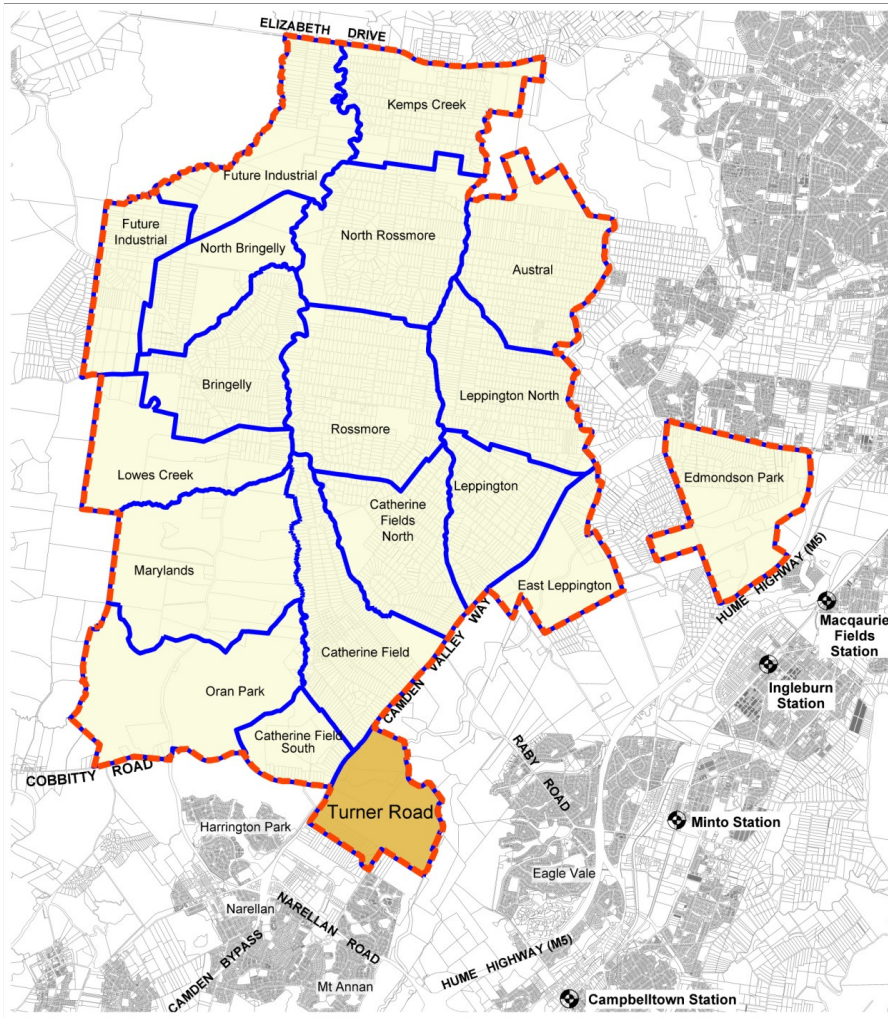 ELIZABETH DRIVE
Kemps Creek
Future Industrial
Future
Industrial
North Bringelly
North Rossmore
Austral
Bringelly
Leppington North
Rossmore
Lowes Creek
Leppington
Edmondson Park
Catherine
Fields
North
Marylands
East Leppington
HUME HIGHWAY (M5)
Macqaurie
Fields
Station
Catherine Field
CAMDEN VALLEY WAY
Ingleburn
Station
Oran Park
Catherine Field
South
COBBITTY ROAD
RABY ROAD
Turner Road
Harrington Park
Minto Station
Eagle Vale
Narellan
NARELLAN ROAD
CAMDEN BYPASS
HUME HIGHWAY (M5)
Mt Annan
Campbelltown Station